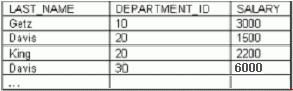 LAST_NAME DEPARTMENT_ID SALARY
Getz 10 3000
Davis 20 1500
King 20 2200
Davis 30 6000
...